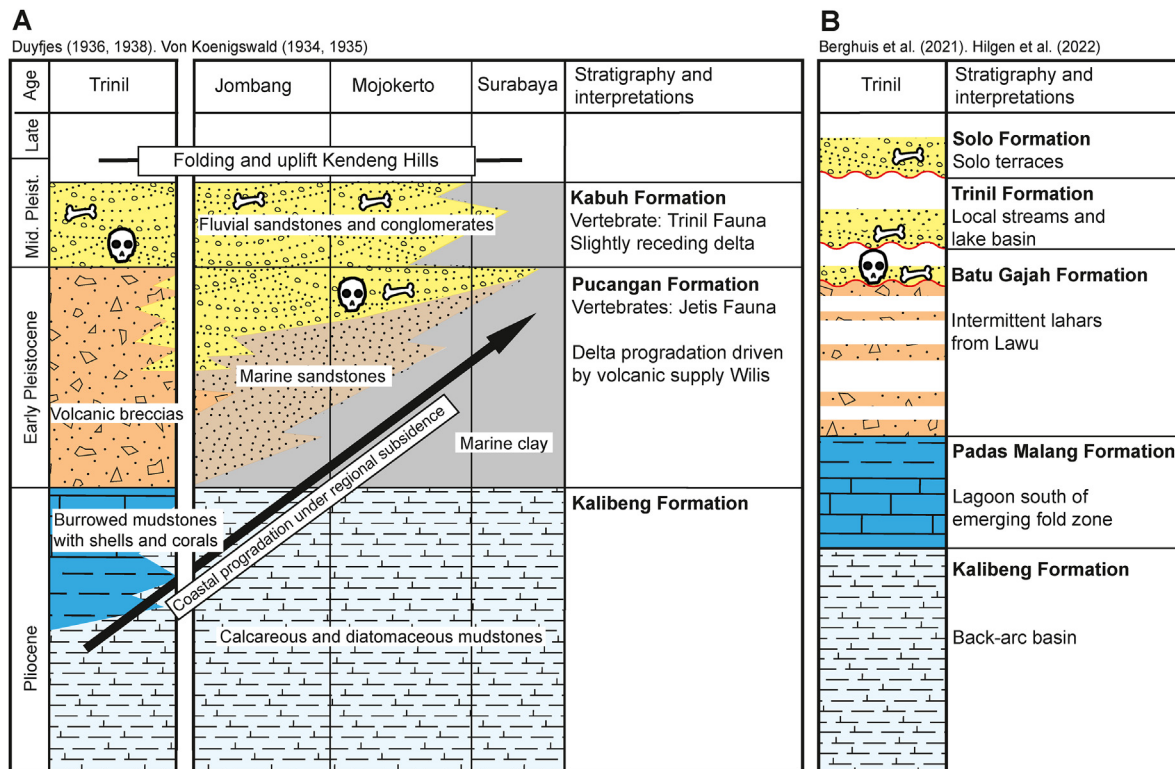 A
Duyfjes (1936, 1938). Von Koenigswald (1934, 1935)
Age
Trinil
Jombang
Mojokerto
Surabaya
Stratigraphy and
interpretations
Late
Mid. Pleist.
Early Pleistocene
Pliocene
Folding and uplift Kendeng Hills
Fluvial sandstones and conglomerates
Kabuh Formation
Vertebrate: Trinil Fauna
Slightly receding delta
Pucangan Formation
Vertebrates: Jetis Fauna
Delta progradation driven
by volcanic supply Wilis
Marine sandstones
Volcanic breccias
Marine clay
Coastal progradation under regional subsidence
Kalibeng Formation
Burrowed mudstones
with shells and corals
Calcareous and diatomaceous mudstones
B
Berghuis et al. (2021). Hilgen et al. (2022)
Trinil
Stratigraphy and
interpretations
Solo Formation
Solo terraces
Trinil Formation
Local streams and
lake basin
Batu Gajah Formation
Intermittent lahars
from Lawu
Padas Malang Formation
Lagoon south of
emerging fold zone
Kalibeng Formation
Back-arc basin